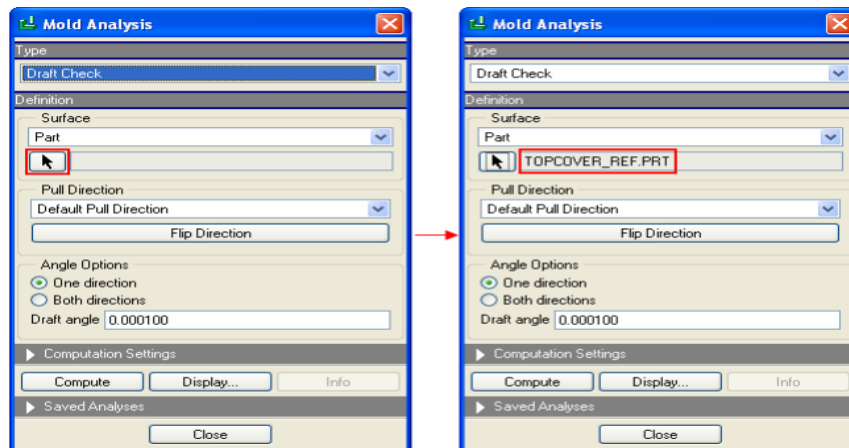 Mold Analysis
Type
Draft Check
Definition
Surface
Part
Pull Direction
Default Pull Direction
Flip Direction
Angle Options
One direction
Both directions
Draft angle 0.000100
Computation Settings
Compute Display... Info
Saved Analyses
Close
Mold Analysis
Type
Draft Check
Definition
Surface
Part
TOPCOVER_REF.PRT
Pull Direction
Default Pull Direction
Flip Direction
Angle Options
One direction
Both directions
Draft angle 0.000100
Computation Settings
Compute Display... Info
Saved Analyses
Close